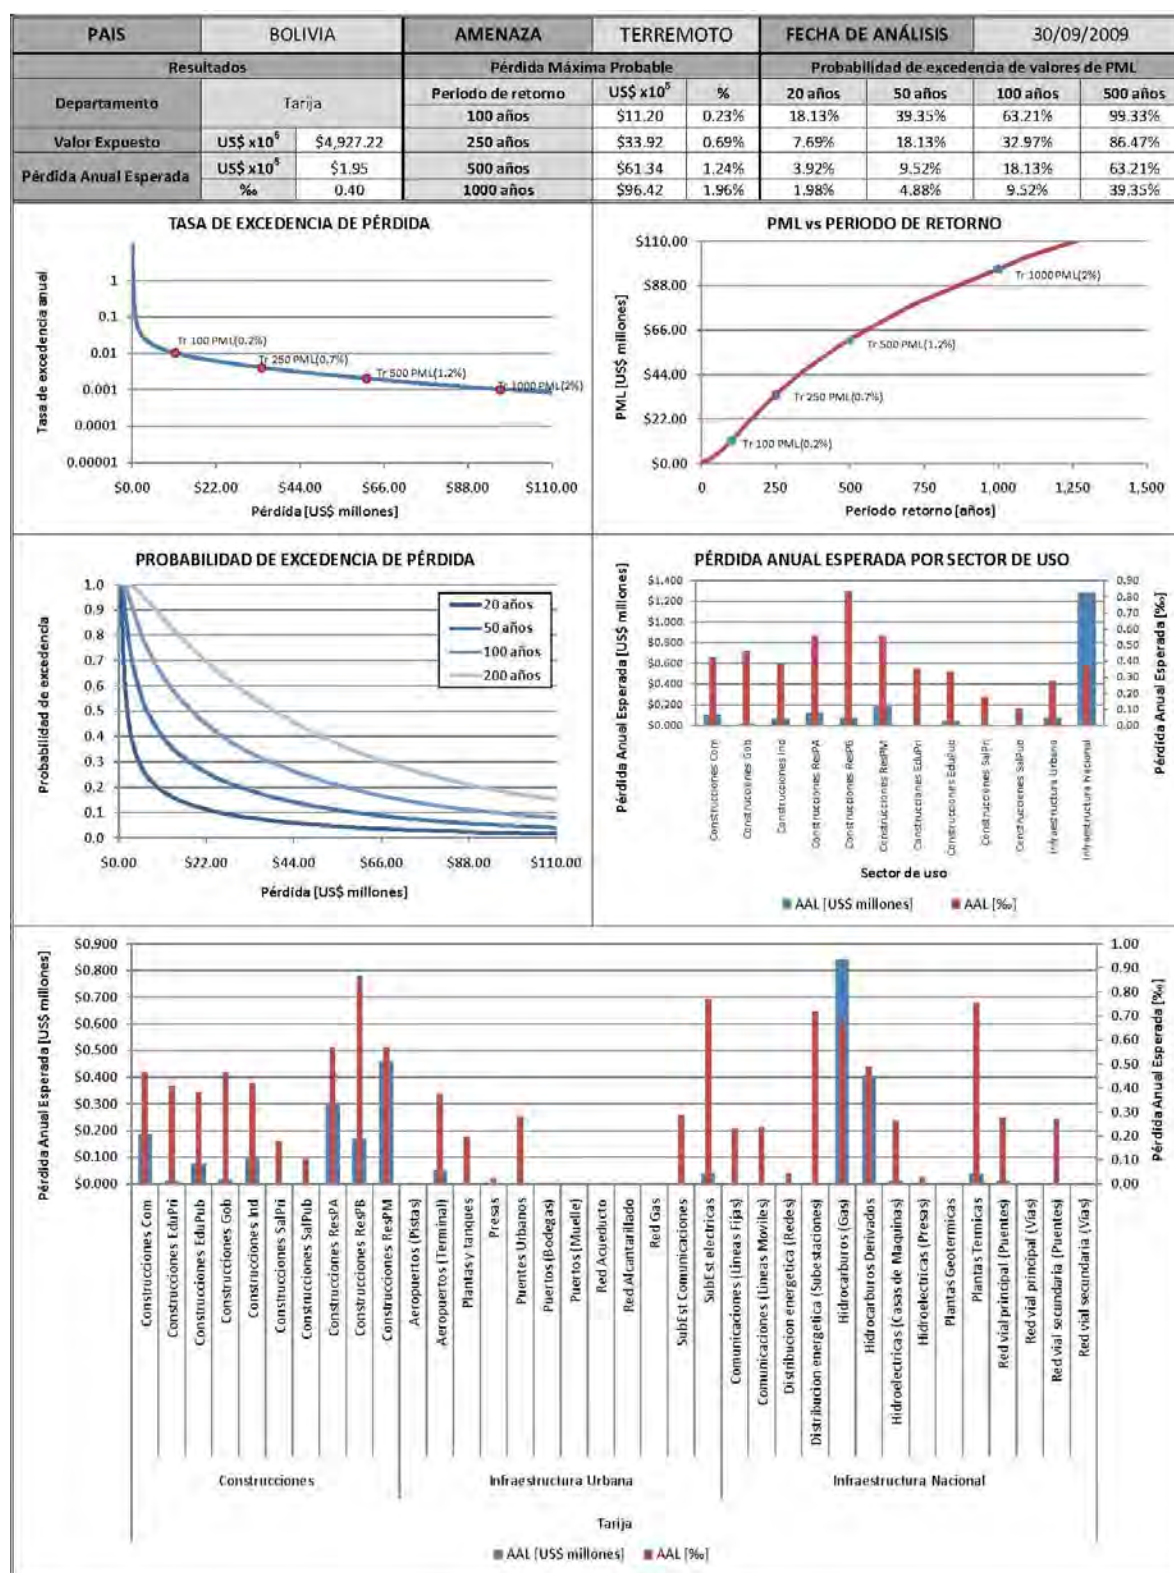 PAIS BOLIVIA AMENAZA TERREMOTO FECHA DE ANÁLISIS 30/09/2009
Resultados Pérdida Máxima Probable Probabilidad de excedencia de valores de PML
Departamento Tarija Periodo de retorno US$ x10⁶ % 20 años 50 años 100 años 500 años
100 años $11.20 0.23% 18.13% 39.35% 63.21% 99.33%
Valor Expuesto US$ x10⁶ $4,927.22 250 años $33.92 0.69% 7.69% 18.13% 32.97% 86.47%
Pérdida Anual Esperada US$ x10⁶ $1.95 500 años $61.34 1.24% 3.92% 9.52% 18.13% 63.21%
‰ 0.40 1000 años $96.42 1.96% 1.98% 4.88% 9.52% 39.35%
TASA DE EXCEDENCIA DE PÉRDIDA
Tasa de excedencia anual
1
0.1
0.01
0.001
0.0001
0.00001
Tr 100 PML(0.2%)
Tr 250 PML(0.7%)
Tr 500 PML(1.2%)
Tr 1000 PML(2%)
$0.00 $22.00 $44.00 $66.00 $88.00 $110.00
Pérdida [US$ millones]
PML vs PERIODO DE RETORNO
PML [US$ millones]
$110.00
$88.00
$66.00
$44.00
$22.00
$0.00
Tr 1000 PML(2%)
Tr 500 PML(1.2%)
Tr 250 PML(0.7%)
Tr 100 PML(0.2%)
0 250 500 750 1,000 1,250 1,500
Periodo retorno [años]
PROBABILIDAD DE EXCEDENCIA DE PÉRDIDA
Probabilidad de excedencia
1.0
0.9
0.8
0.7
0.6
0.5
0.4
0.3
0.2
0.1
0.0
20 años
50 años
100 años
200 años
$0.00 $22.00 $44.00 $66.00 $88.00 $110.00
Pérdida [US$ millones]
PÉRDIDA ANUAL ESPERADA POR SECTOR DE USO
Pérdida Anual Esperada [US$ millones]
$1.400
$1.200
$1.000
$0.800
$0.600
$0.400
$0.200
$0.000
0.90
0.80
0.70
0.60
0.50
0.40
0.30
0.20
0.10
0.00
Pérdida Anual Esperada [‰]
Construcciones Com
Construcciones Gob
Construcciones Ind
Construcciones ResPA
Construcciones ResPB
Construcciones ResPM
Construcciones EduPri
Construcciones EduPub
Construcciones SalPri
Construcciones SalPub
Infraestructura Urbana
Infraestructura Nacional
Sector de uso
AAL [US$ millones] AAL [‰]
Pérdida Anual Esperada [US$ millones]
$0.900
$0.800
$0.700
$0.600
$0.500
$0.400
$0.300
$0.200
$0.100
$0.000
1.00
0.90
0.80
0.70
0.60
0.50
0.40
0.30
0.20
0.10
0.00
Pérdida Anual Esperada [‰]
Construcciones Com
Construcciones EduPri
Construcciones EduPub
Construcciones Gob
Construcciones Ind
Construcciones SalPri
Construcciones SalPub
Construcciones ResPA
Construcciones ResPB
Construcciones ResPM
Aeropuertos (Pistas)
Aeropuertos (Terminal)
Plantas y tanques
Presas
Puentes Urbanos
Puertos (Bodegas)
Puertos (Muelle)
Red Acueducto
Red Alcantarillado
Red Gas
SubEst Comunicaciones
SubEst electricas
Comunicaciones (Lineas Fijas)
Comunicaciones (Lineas Moviles)
Distribucion energetica (Redes)
Distribucion energetica (Subestaciones)
Hidrocarburos (Gas)
Hidrocarburos Derivados
Hidroelectricas (Casas de Maquinas)
Hidroelectricas (Presas)
Plantas Geotermicas
Plantas Termicas
Red vial principal (Puentes)
Red vial principal (Vias)
Red vial secundaria (Puentes)
Red vial secundaria (Vias)
Construcciones Infraestructura Urbana Infraestructura Nacional
Tarija
AAL [US$ millones] AAL [‰]